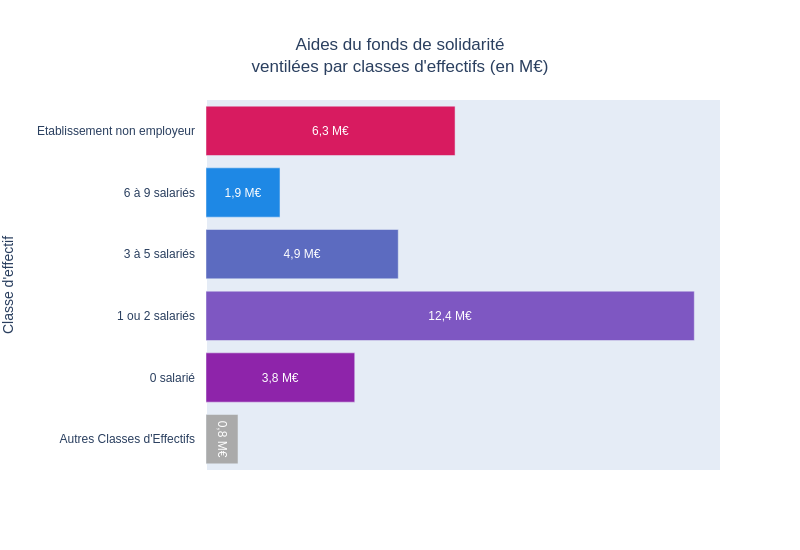 Aides du fonds de solidarité
ventilées par classes d'effectifs (en M€)
Classe d'effectif
Etablissement non employeur
6,3 M€
6 à 9 salariés
1,9 M€
3 à 5 salariés
4,9 M€
1 ou 2 salariés
12,4 M€
0 salarié
3,8 M€
Autres Classes d'Effectifs
0,8 M€